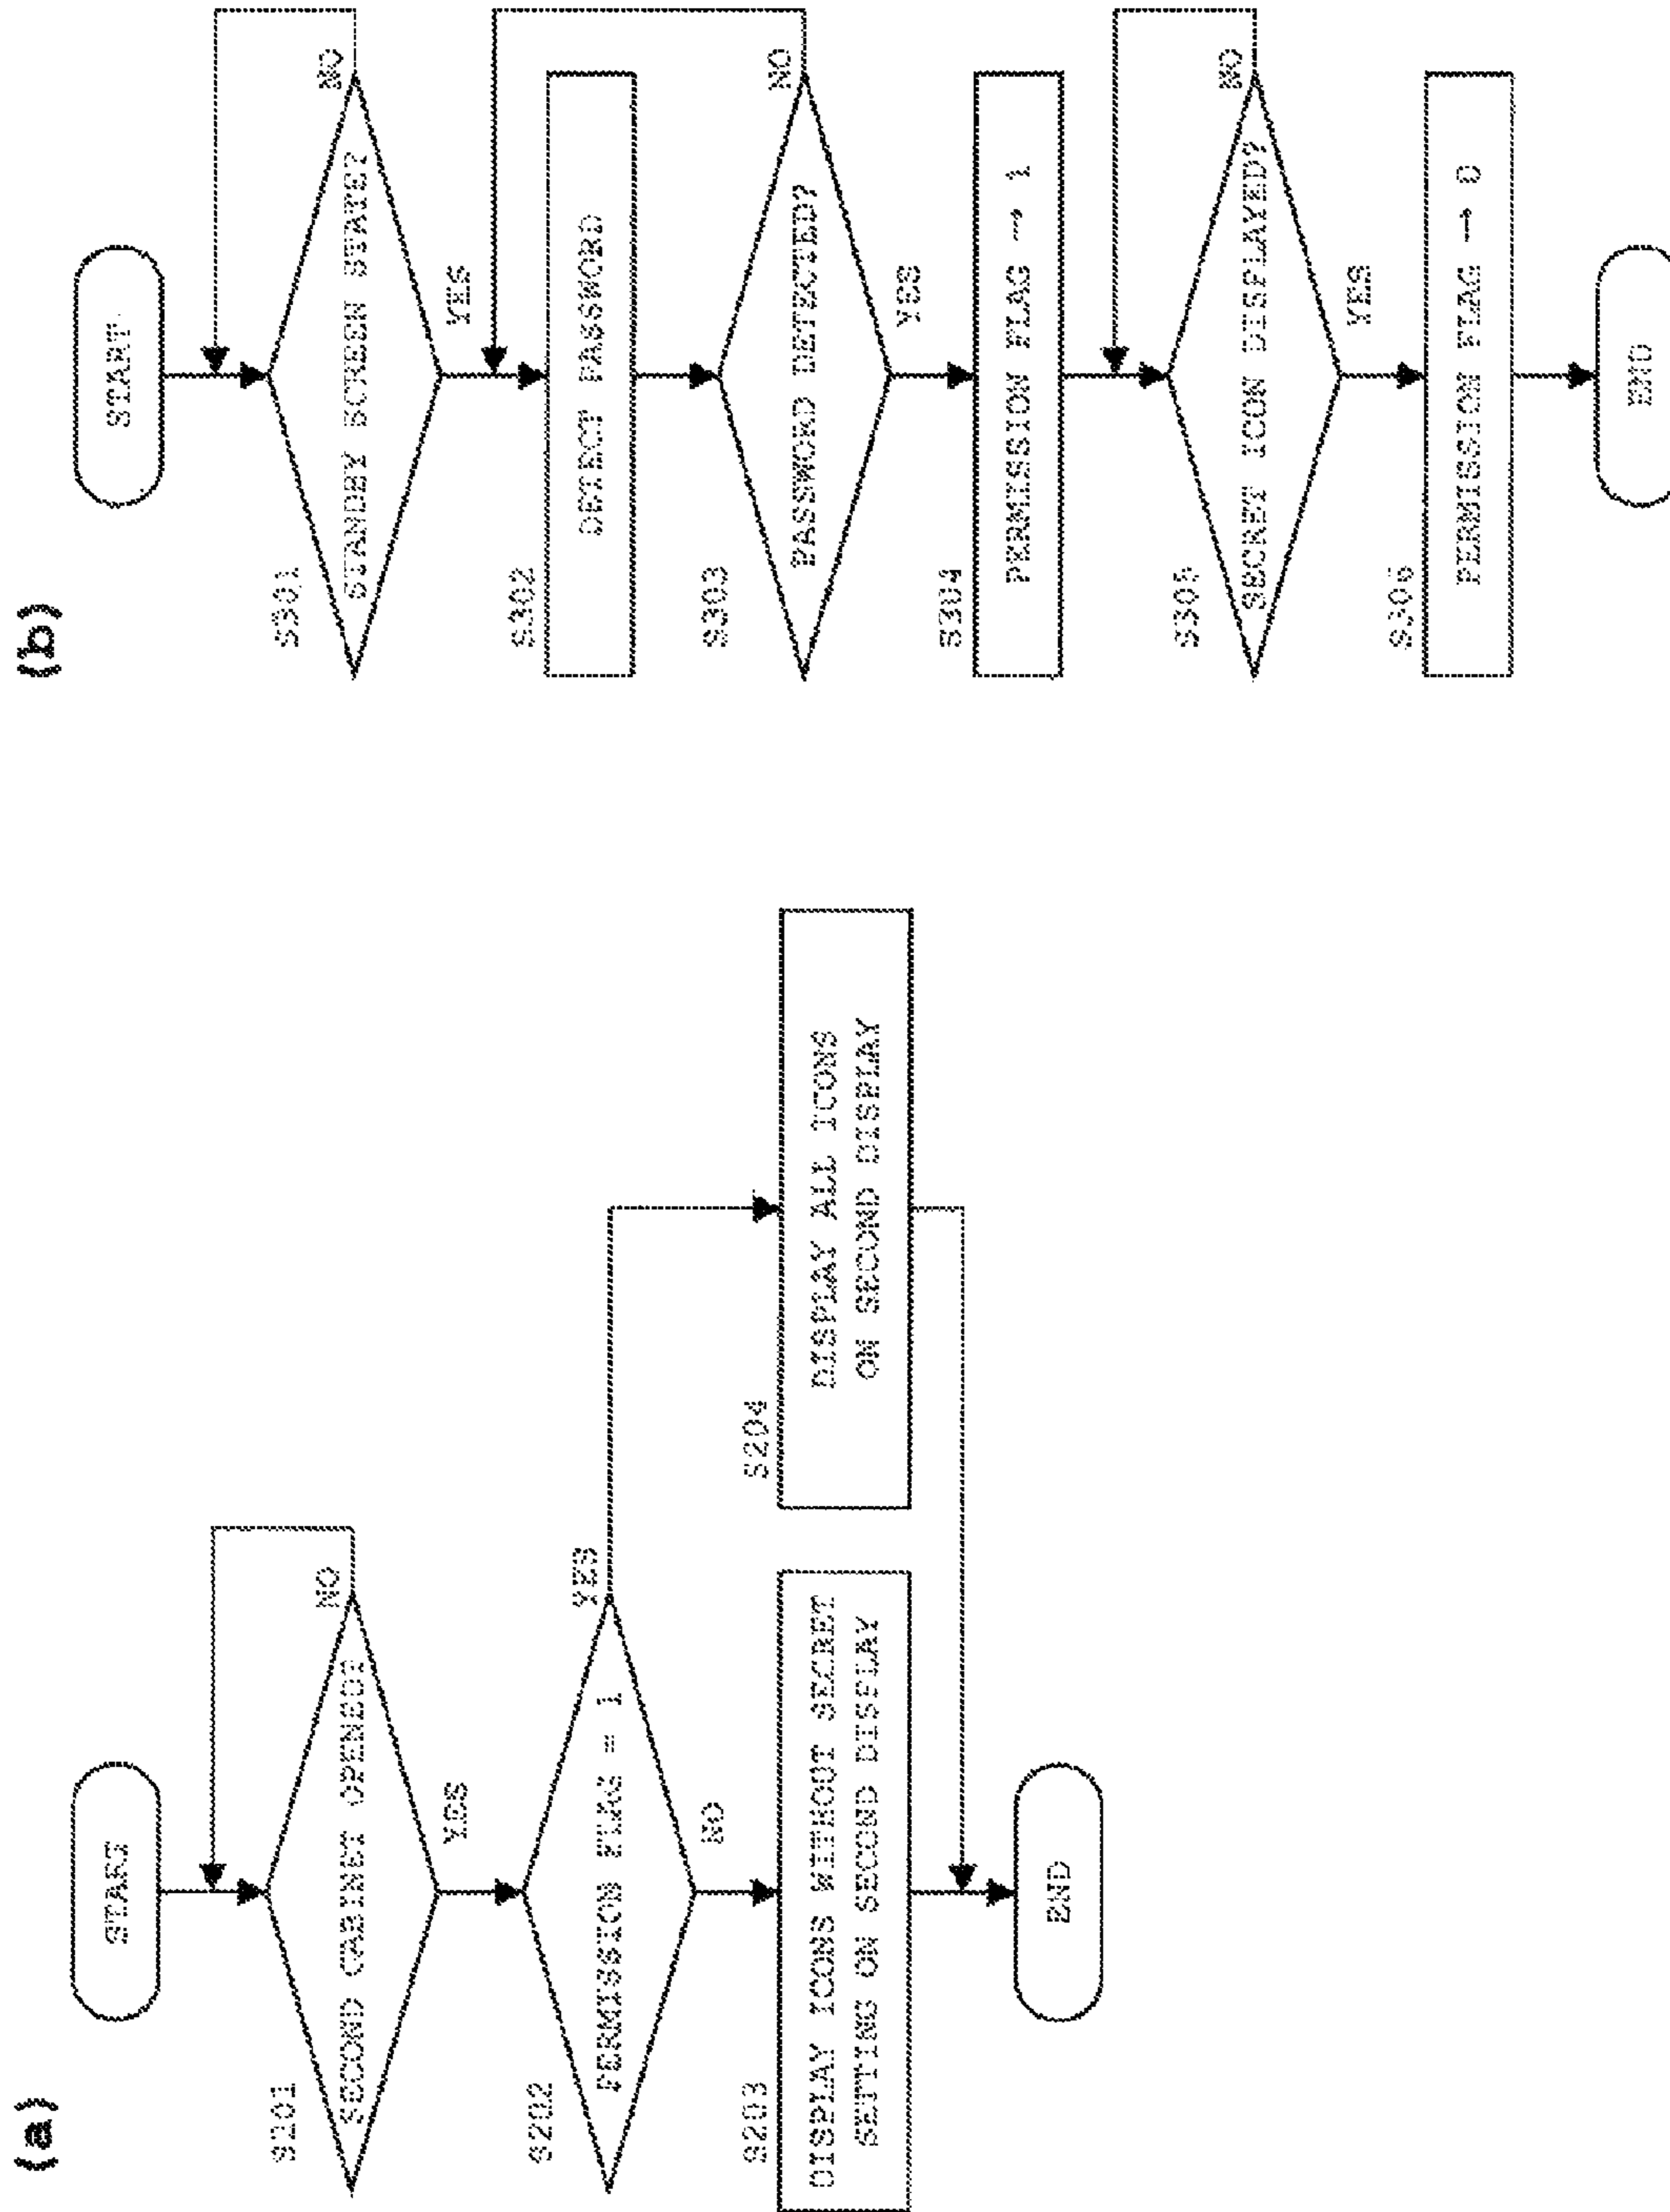 (a)
START
S201
SECOND CABINET OPENED?
NO
YES
S202
PERMISSION FLAG = 1
YES
NO
S203
DISPLAY ICONS WITHOUT SECRET
SETTING ON SECOND DISPLAY
S204
DISPLAY ALL ICONS
ON SECOND DISPLAY
END
(b)
START
S301
STANDBY SCREEN STATE?
NO
YES
S302
DETECT PASSWORD
S303
PASSWORD DETECTED?
NO
YES
S304
PERMISSION FLAG → 1
S305
SECRET ICON DISPLAYED?
NO
YES
S306
PERMISSION FLAG → 0
END